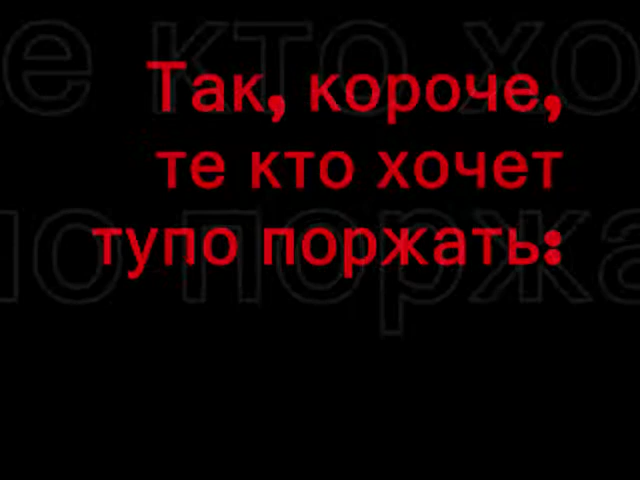 Так, короче,
те кто хочет
тупо поржать: